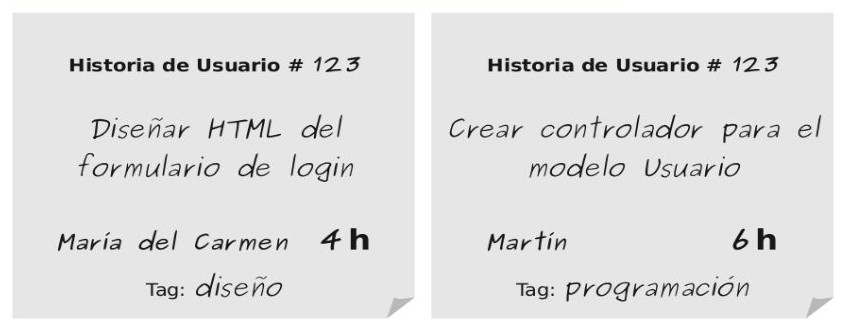 Historia de Usuario # 123
Diseñar HTML del
formulario de login
María del Carmen 4 h
Tag: diseño
Historia de Usuario # 123
Crear controlador para el
modelo Usuario
Martín 6 h
Tag: programación